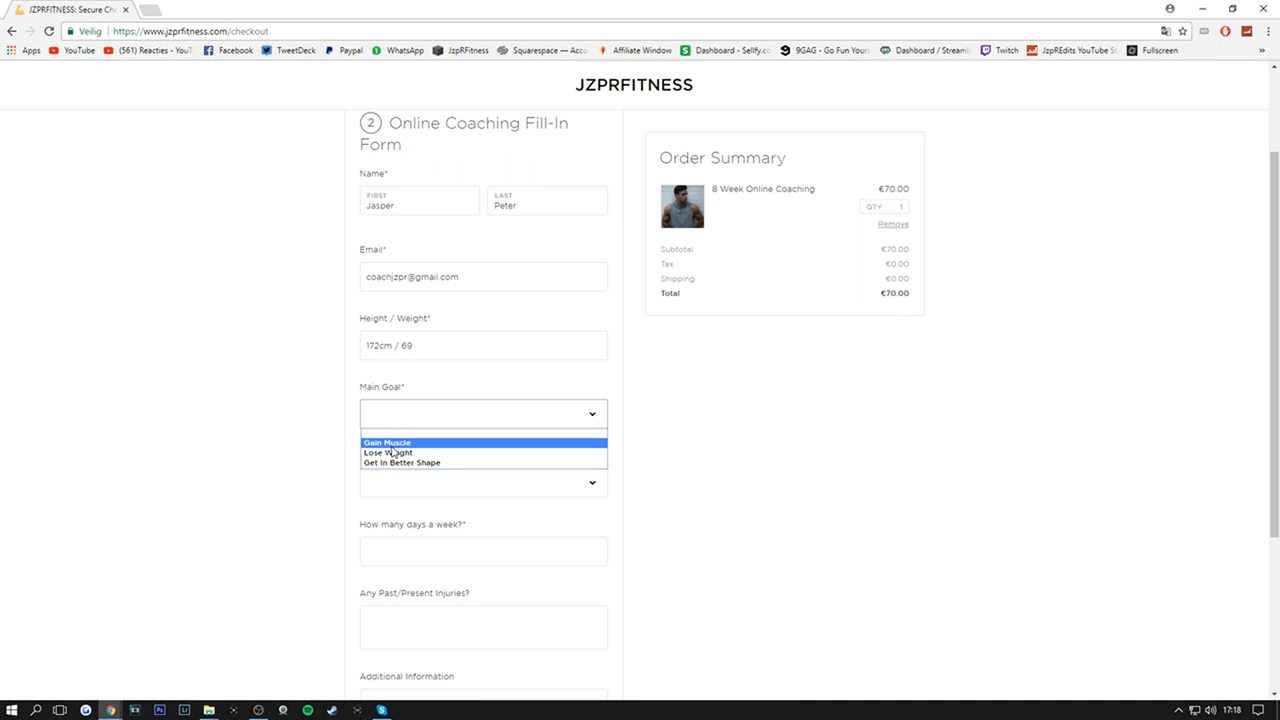 JZPRFITNESS: Secure Ch
Veilig
https://www.jzprfitness.com/checkout
Apps
YouTube
(561) Reacties - You
Facebook
TweetDeck
Paypal
WhatsApp
JzpRFitness
Squarespace — Acco
Affiliate Window
Dashboard - Sellfy.co
9GAG - Go Fun Your
Dashboard / Streaml
Twitch
JzpREdits YouTube St
Fullscreen
»
JZPRFITNESS
2 Online Coaching Fill-In
Form
Name*
FIRST
Jasper
LAST
Peter
Email*
coachjzpr@gmail.com
Height / Weight*
172cm / 69
Main Goal*
Gain Muscle
Lose Weight
Get In Better Shape
How many days a week?*
Any Past/Present Injuries?
Additional Information
Order Summary
8 Week Online Coaching €70.00
QTY 1
Remove
Subtotal €70.00
Tax €0.00
Shipping €0.00
Total €70.00
17:18